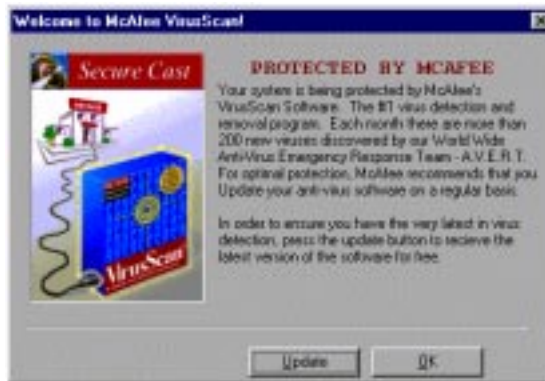 Welcome to McAfee VirusScan!
Secure Cast
VirusScan
PROTECTED BY MCAFEE
Your system is being protected by McAfee's
VirusScan Software. The #1 virus detection and
removal program. Each month there are more than
200 new viruses discovered by our World Wide
AntiVirus Emergency Response Team - A.V.E.R.T.
For optimal protection, McAfee recommends that you
Update your anti-virus software on a regular basis.
In order to ensure you have the very latest in virus
detection, press the update button to recieve the
latest version of the software for free.
Update
OK